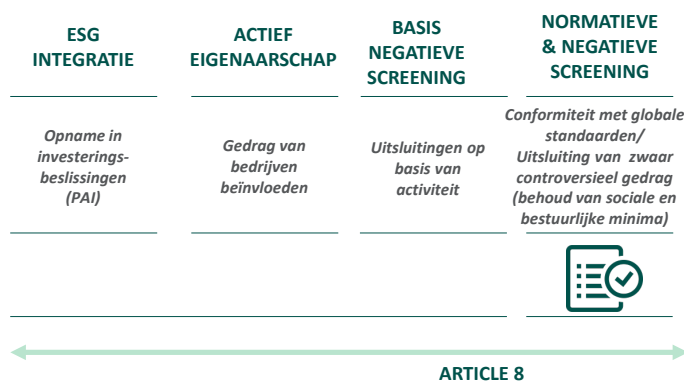 ESG
INTEGRATIE
ACTIEF
EIGENAARSCHAP
BASIS
NEGATIEVE
SCREENING
NORMATIEVE
& NEGATIEVE
SCREENING
Opname in
investerings-
beslissingen
(PAI)
Gedrag van
bedrijven
beïnvloeden
Uitsluitingen op
basis van
activiteit
Conformiteit met globale
standaarden/
Uitsluiting van zwaar
controversieel gedrag
(behoud van sociale en
bestuurlijke minima)
ARTICLE 8